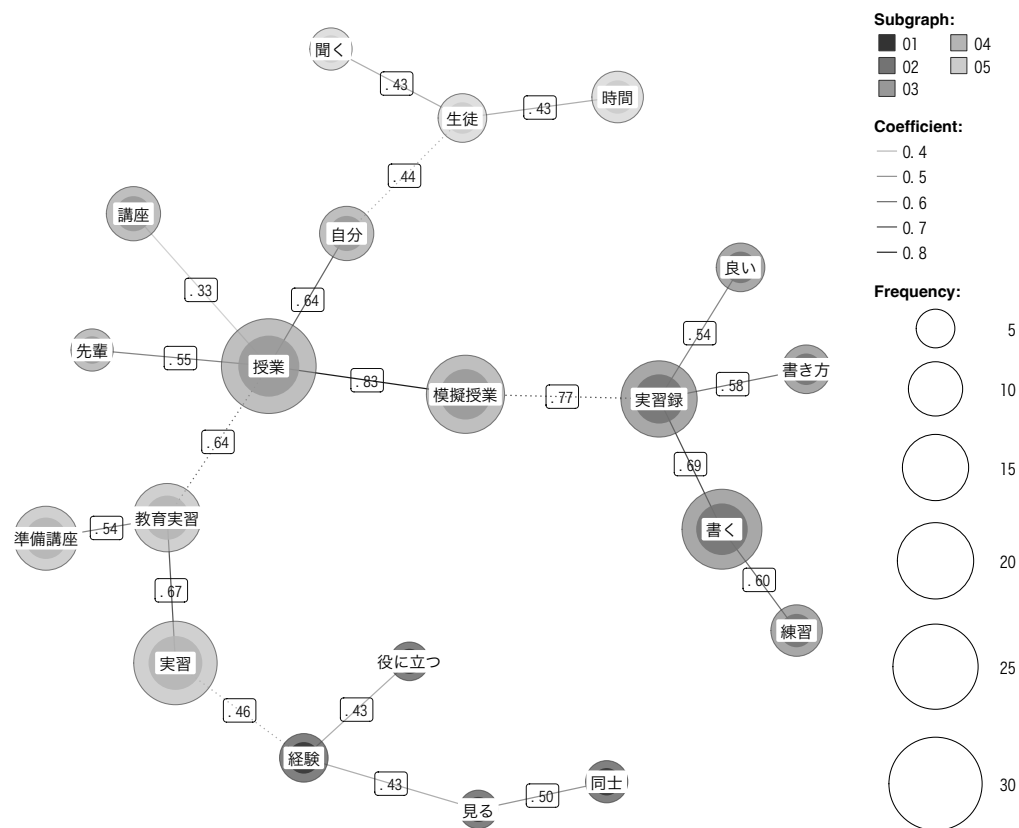 聞く
.43
生徒
.43
時間
.44
講座
自分
.33
.64
先輩
.55
授業
.83
模擬授業
.77
実習録
良い
.54
.58
書き方
.69
書く
.60
練習
.64
準備講座
.54
教育実習
.67
実習
.46
役に立つ
.43
経験
.43
見る
.50
同士
Subgraph:
01
02
03
04
05
Coefficient:
0.4
0.5
0.6
0.7
0.8
Frequency:
5
10
15
20
25
30